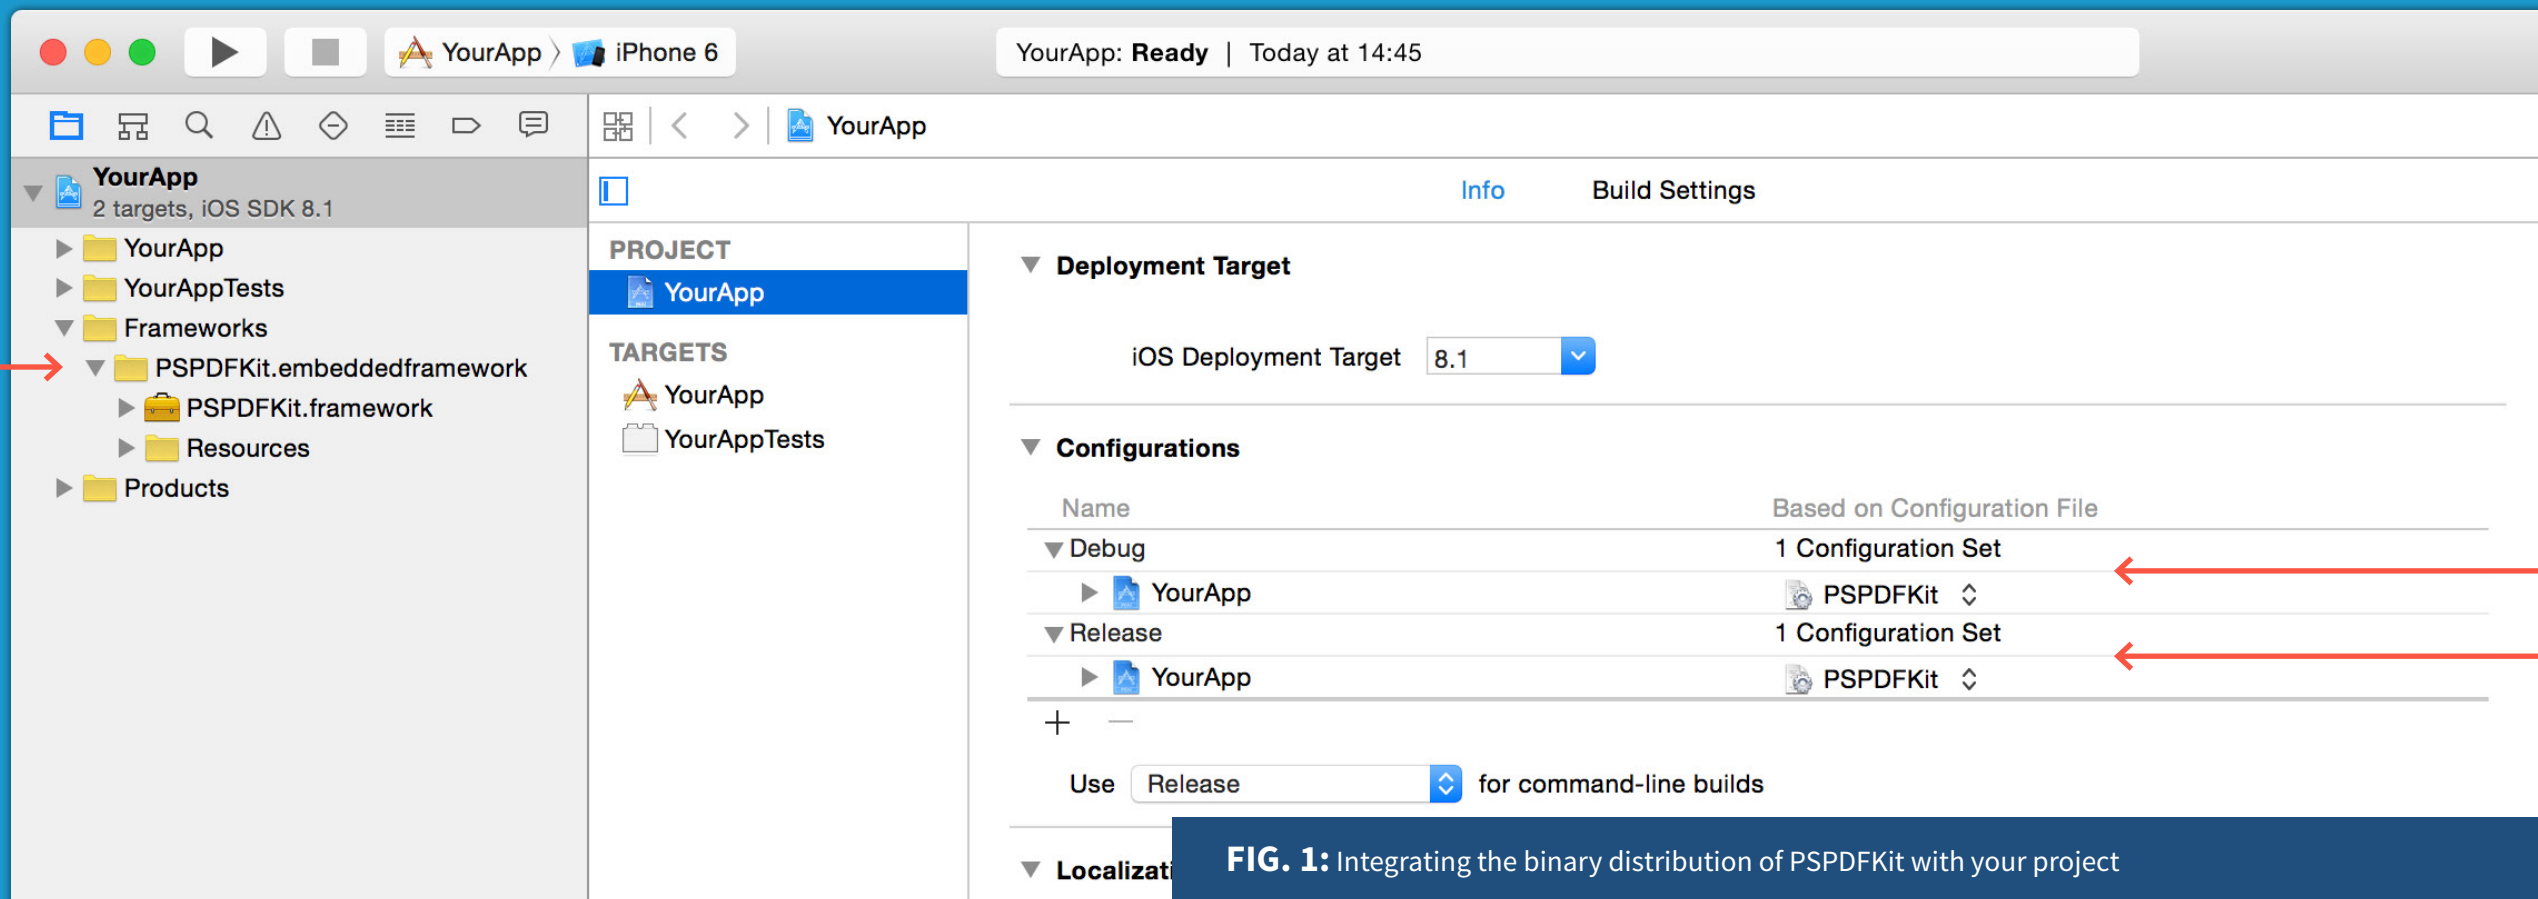 YourApp iPhone 6
YourApp: Ready | Today at 14:45
YourApp
YourApp
2 targets, iOS SDK 8.1
YourApp
YourAppTests
Frameworks
PSPDFKit.embeddedframework
PSPDFKit.framework
Resources
Products
Info Build Settings
PROJECT
YourApp
TARGETS
YourApp
YourAppTests
Deployment Target
iOS Deployment Target 8.1
Configurations
Name Based on Configuration File
Debug 1 Configuration Set
YourApp PSPDFKit
Release 1 Configuration Set
YourApp PSPDFKit
Use Release for command-line builds
Localizati
FIG. 1: Integrating the binary distribution of PSPDFKit with your project